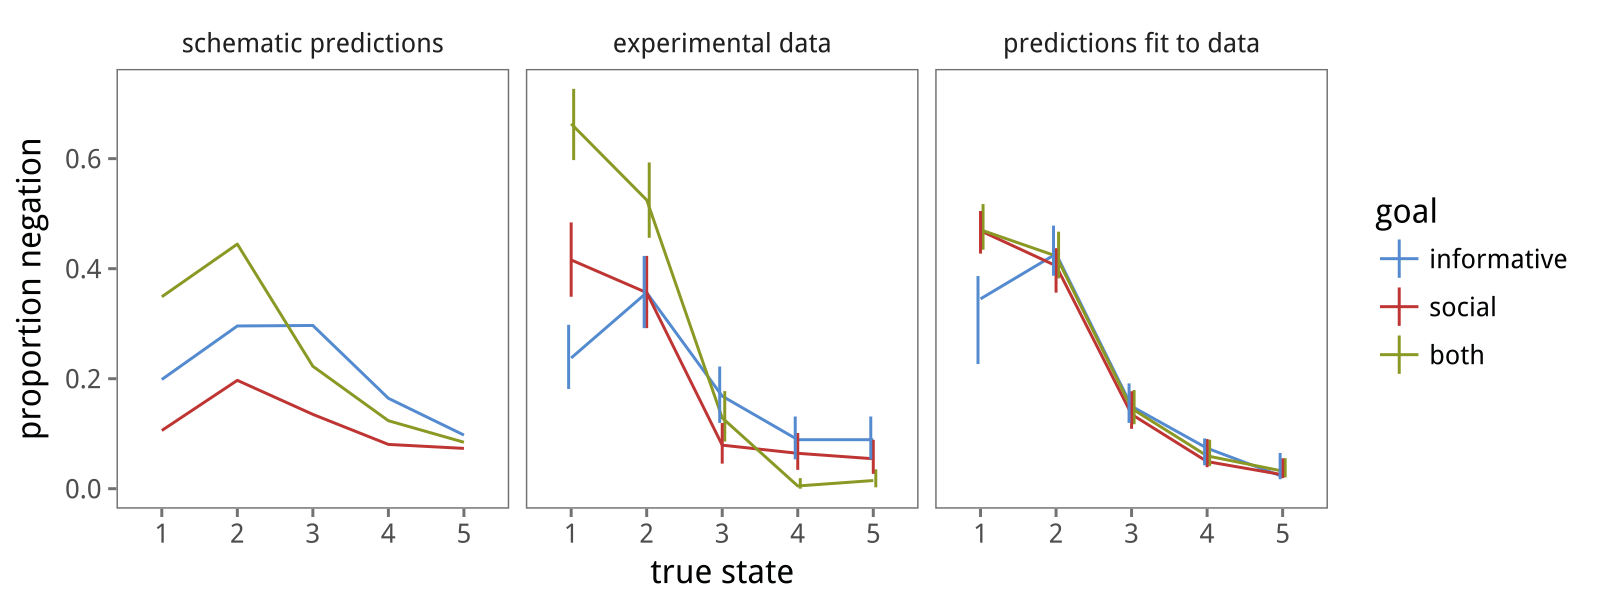 schematic predictions
experimental data
predictions fit to data
proportion negation
0.6
0.4
0.2
0.0
1 2 3 4 5
1 2 3 4 5
1 2 3 4 5
true state
goal
informative
social
both